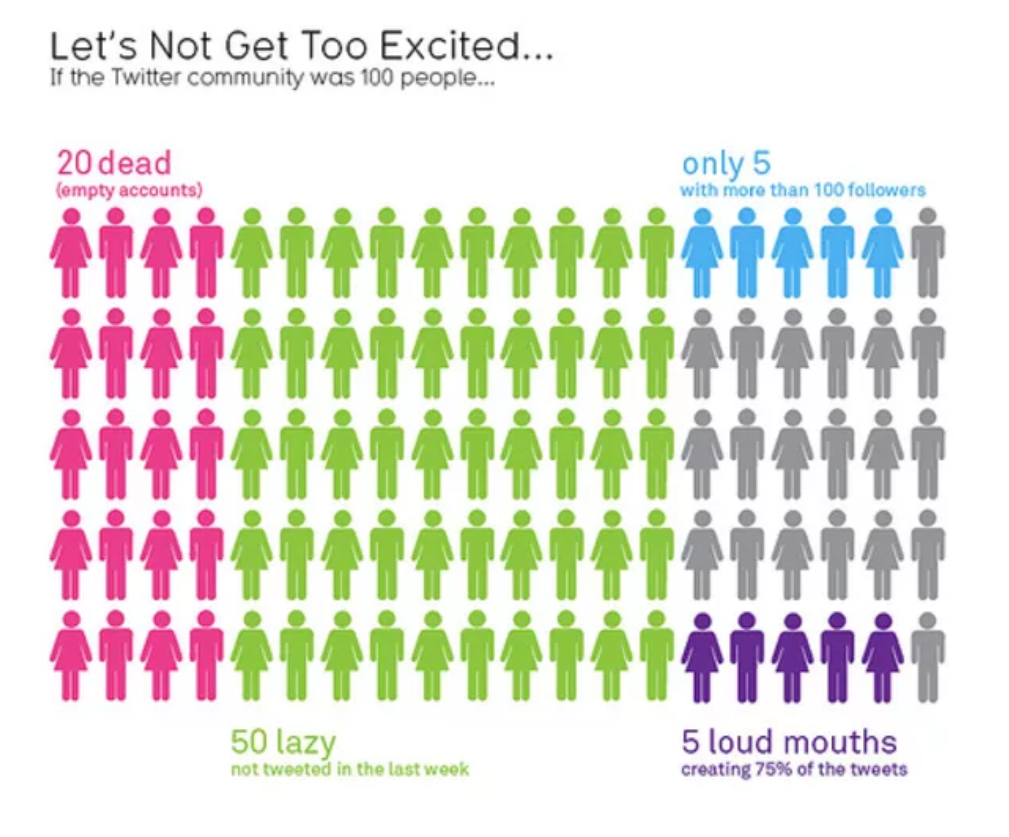 Let's Not Get Too Excited...
If the Twitter community was 100 people...
20 dead
(empty accounts)
only 5
with more than 100 followers
50 lazy
not tweeted in the last week
5 loud mouths
creating 75% of the tweets